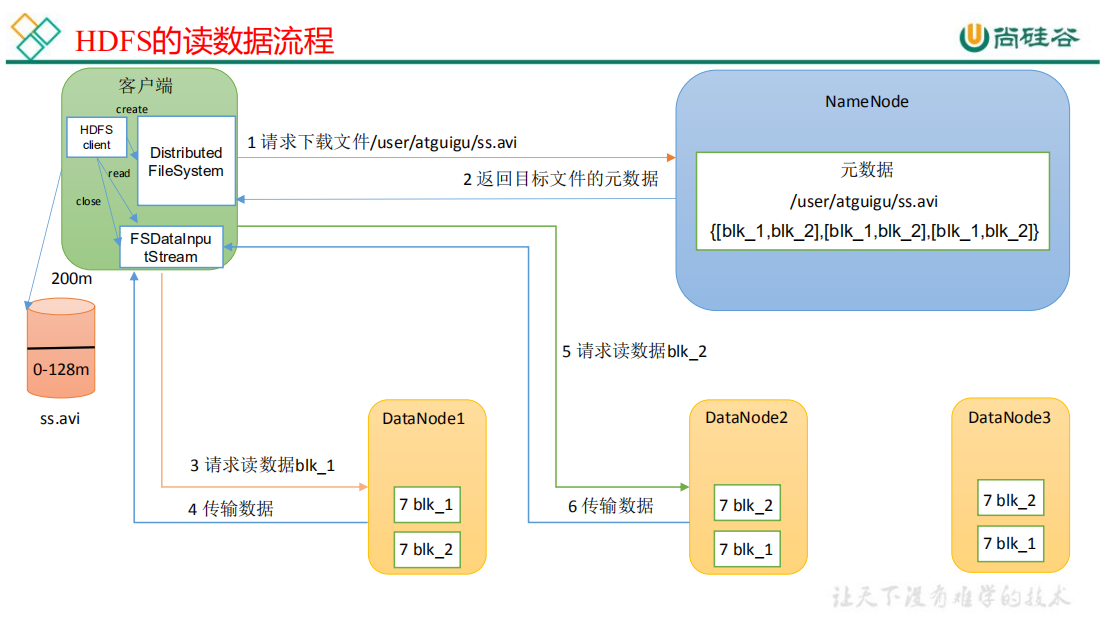 HDFS的读数据流程
尚硅谷
客户端
create
HDFS
client
Distributed
FileSystem
read
close
FSDataInpu
tStream
1 请求下载文件/user/atguigu/ss.avi
2 返回目标文件的元数据
NameNode
元数据
/user/atguigu/ss.avi
{[blk_1,blk_2],[blk_1,blk_2],[blk_1,blk_2]}
200m
0-128m
ss.avi
5 请求读数据blk_2
3 请求读数据blk_1
4 传输数据
6 传输数据
DataNode1
7 blk_1
7 blk_2
DataNode2
7 blk_2
7 blk_1
DataNode3
7 blk_2
7 blk_1
让天下没有难学的技术